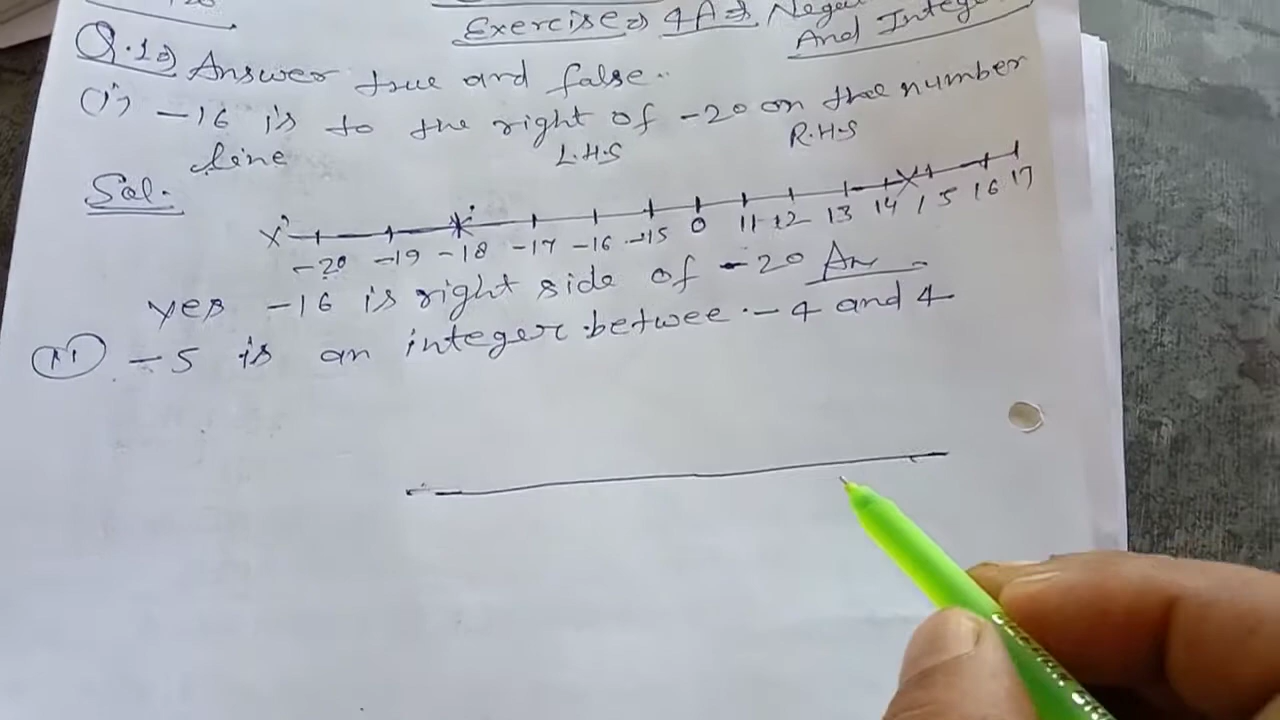 Exercise⇒ 4A⇒
And
Q.1⇒ Answer true and false.
(i) -16 is to the right of -20 on the number
line
L.H.S R.H.S
Sol.
-20 -19 -18 -17 -16 -15 0 11 12 13 14 15 16 17
yes -16 is right side of -20 An
(ii) -5 is an integer betwee -4 and 4